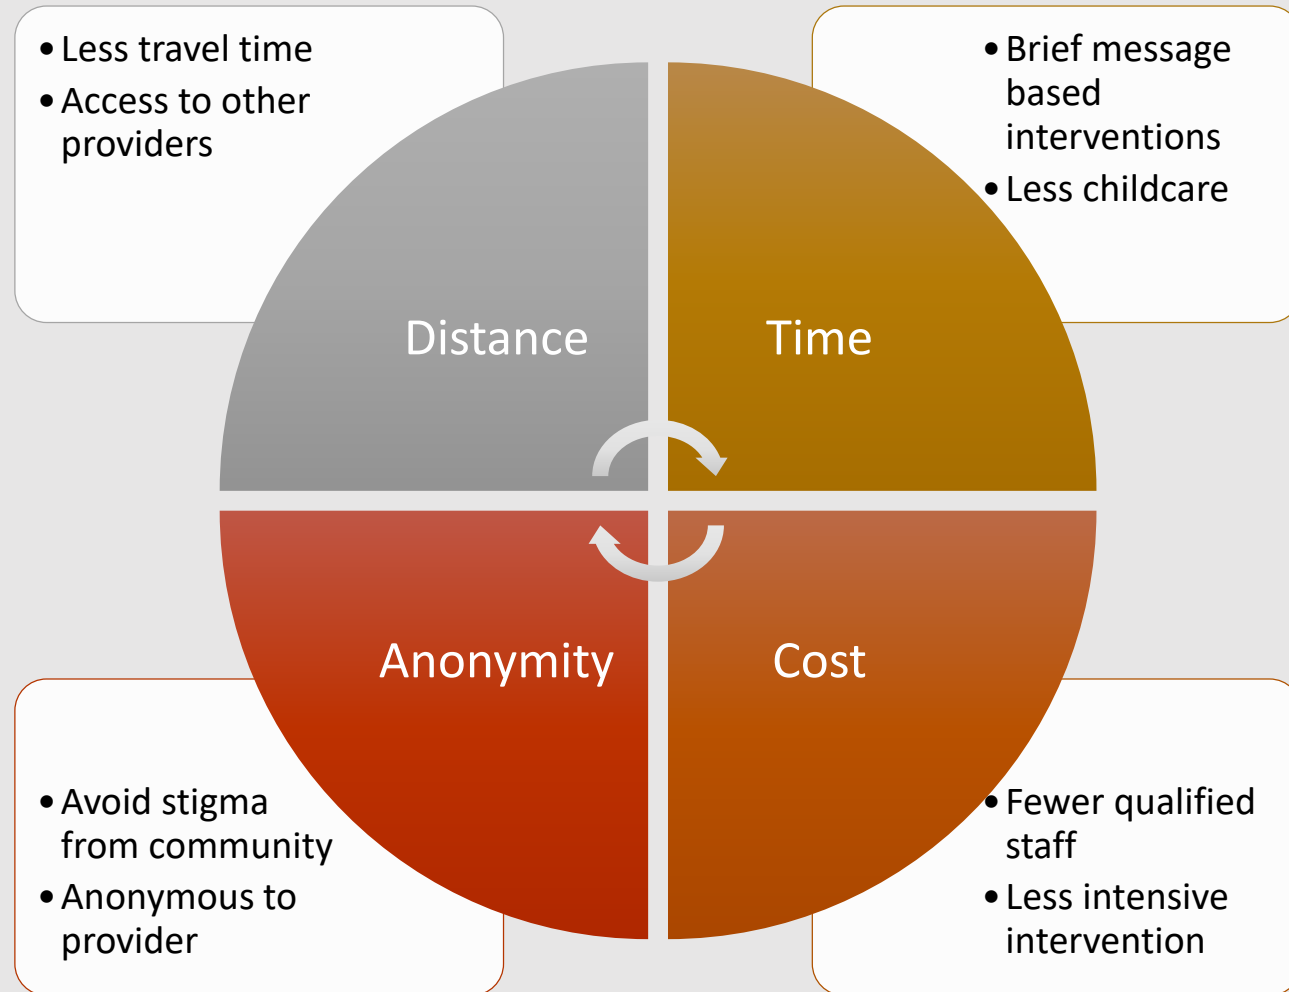 • Less travel time
• Access to other
providers
• Brief message
based
interventions
• Less childcare
Distance
Time
Anonymity
Cost
• Avoid stigma
from community
• Anonymous to
provider
• Fewer qualified
staff
• Less intensive
intervention